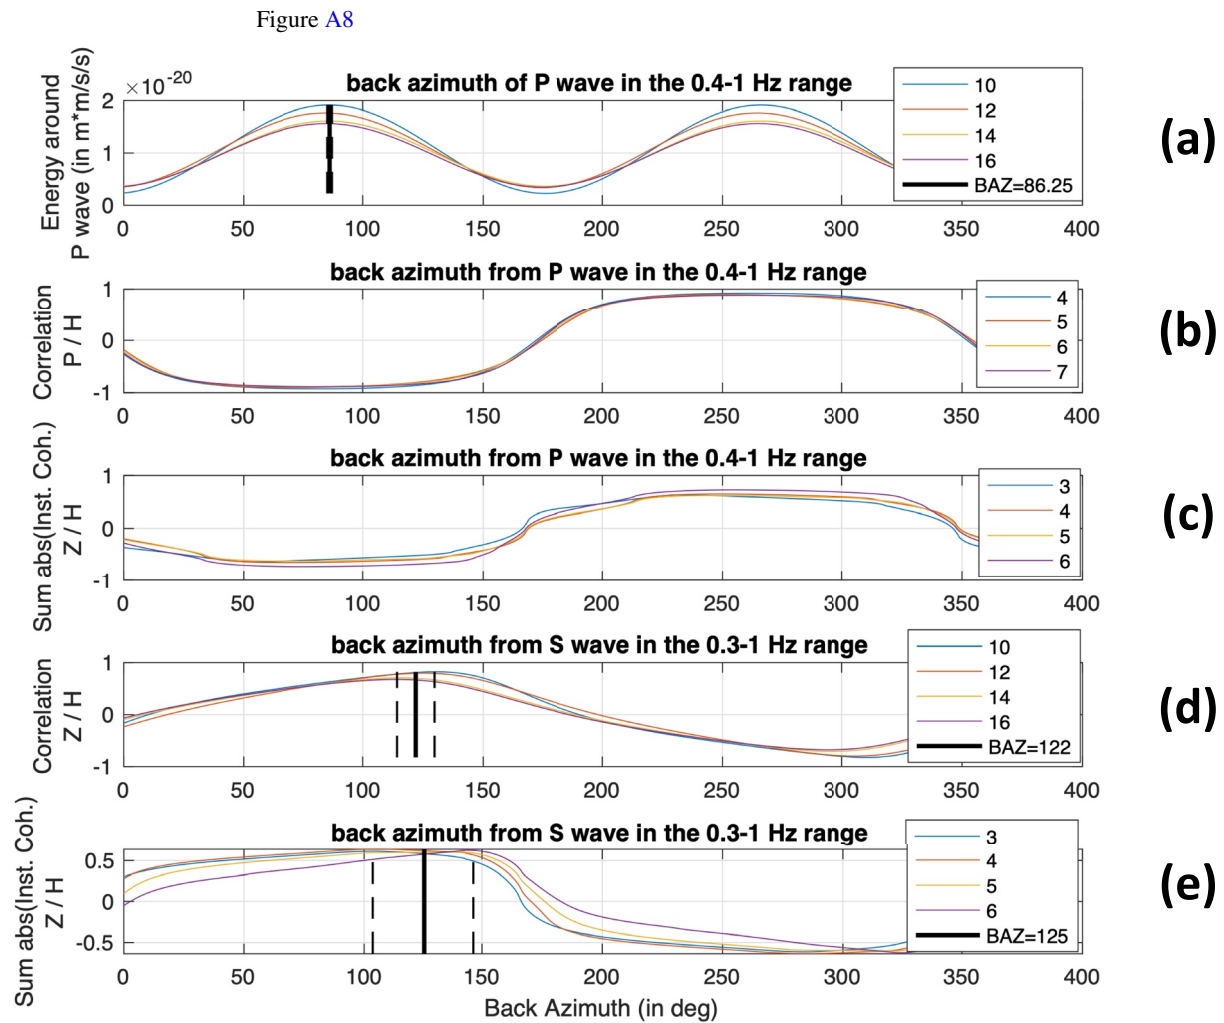 Figure A8
back azimuth of P wave in the 0.4-1 Hz range
×10-20
Energy around
P wave (in m*m/s/s)
2
1
0
0 50 100 150 200 250 300 350 400
10
12
14
16
BAZ=86.25
(a)
back azimuth from P wave in the 0.4-1 Hz range
Correlation
P / H
1
0
-1
0 50 100 150 200 250 300 350 400
4
5
6
7
(b)
back azimuth from P wave in the 0.4-1 Hz range
Sum abs(Inst. Coh.)
Z / H
1
0
-1
0 50 100 150 200 250 300 350 400
3
4
5
6
(c)
back azimuth from S wave in the 0.3-1 Hz range
Correlation
Z / H
1
0
-1
0 50 100 150 200 250 300 350 400
10
12
14
16
BAZ=122
(d)
back azimuth from S wave in the 0.3-1 Hz range
Sum abs(Inst. Coh.)
Z / H
0.5
0
-0.5
0 50 100 150 200 250 300 350 400
3
4
5
6
BAZ=125
(e)
Back Azimuth (in deg)